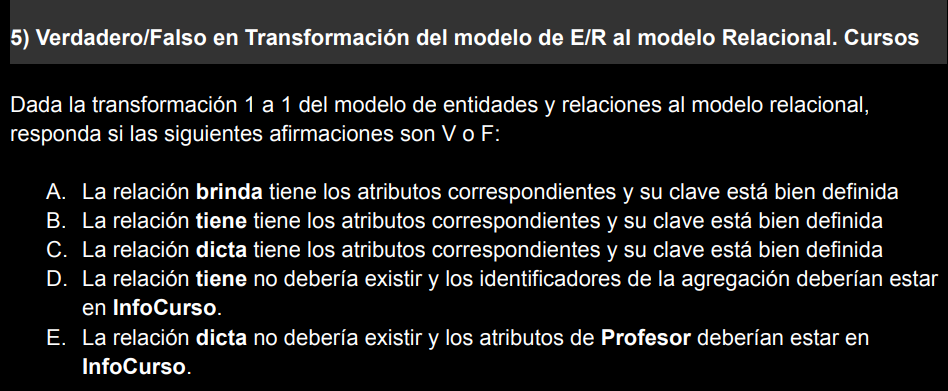 5) Verdadero/Falso en Transformación del modelo de E/R al modelo Relacional. Cursos
Dada la transformación 1 a 1 del modelo de entidades y relaciones al modelo relacional,
responda si las siguientes afirmaciones son V o F:
A. La relación brinda tiene los atributos correspondientes y su clave está bien definida
B. La relación tiene tiene los atributos correspondientes y su clave está bien definida
C. La relación dicta tiene los atributos correspondientes y su clave está bien definida
D. La relación tiene no debería existir y los identificadores de la agregación deberían estar
en InfoCurso.
E. La relación dicta no debería existir y los atributos de Profesor deberían estar en
InfoCurso.